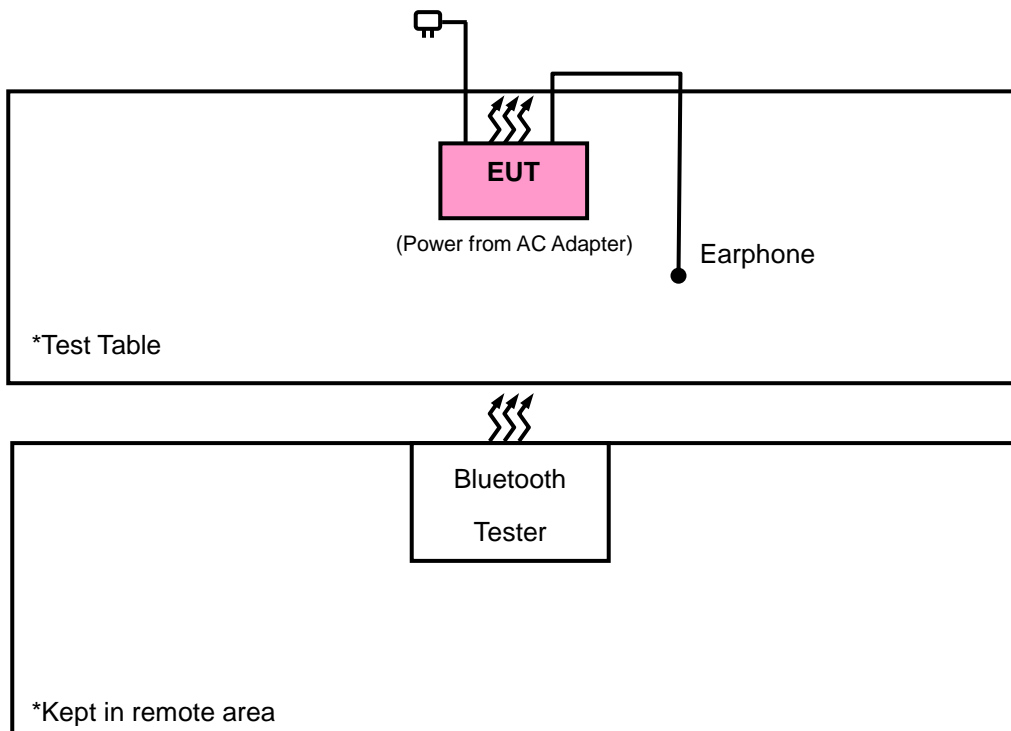 EUT
(Power from AC Adapter)
Earphone
*Test Table
Bluetooth
Tester
*Kept in remote area